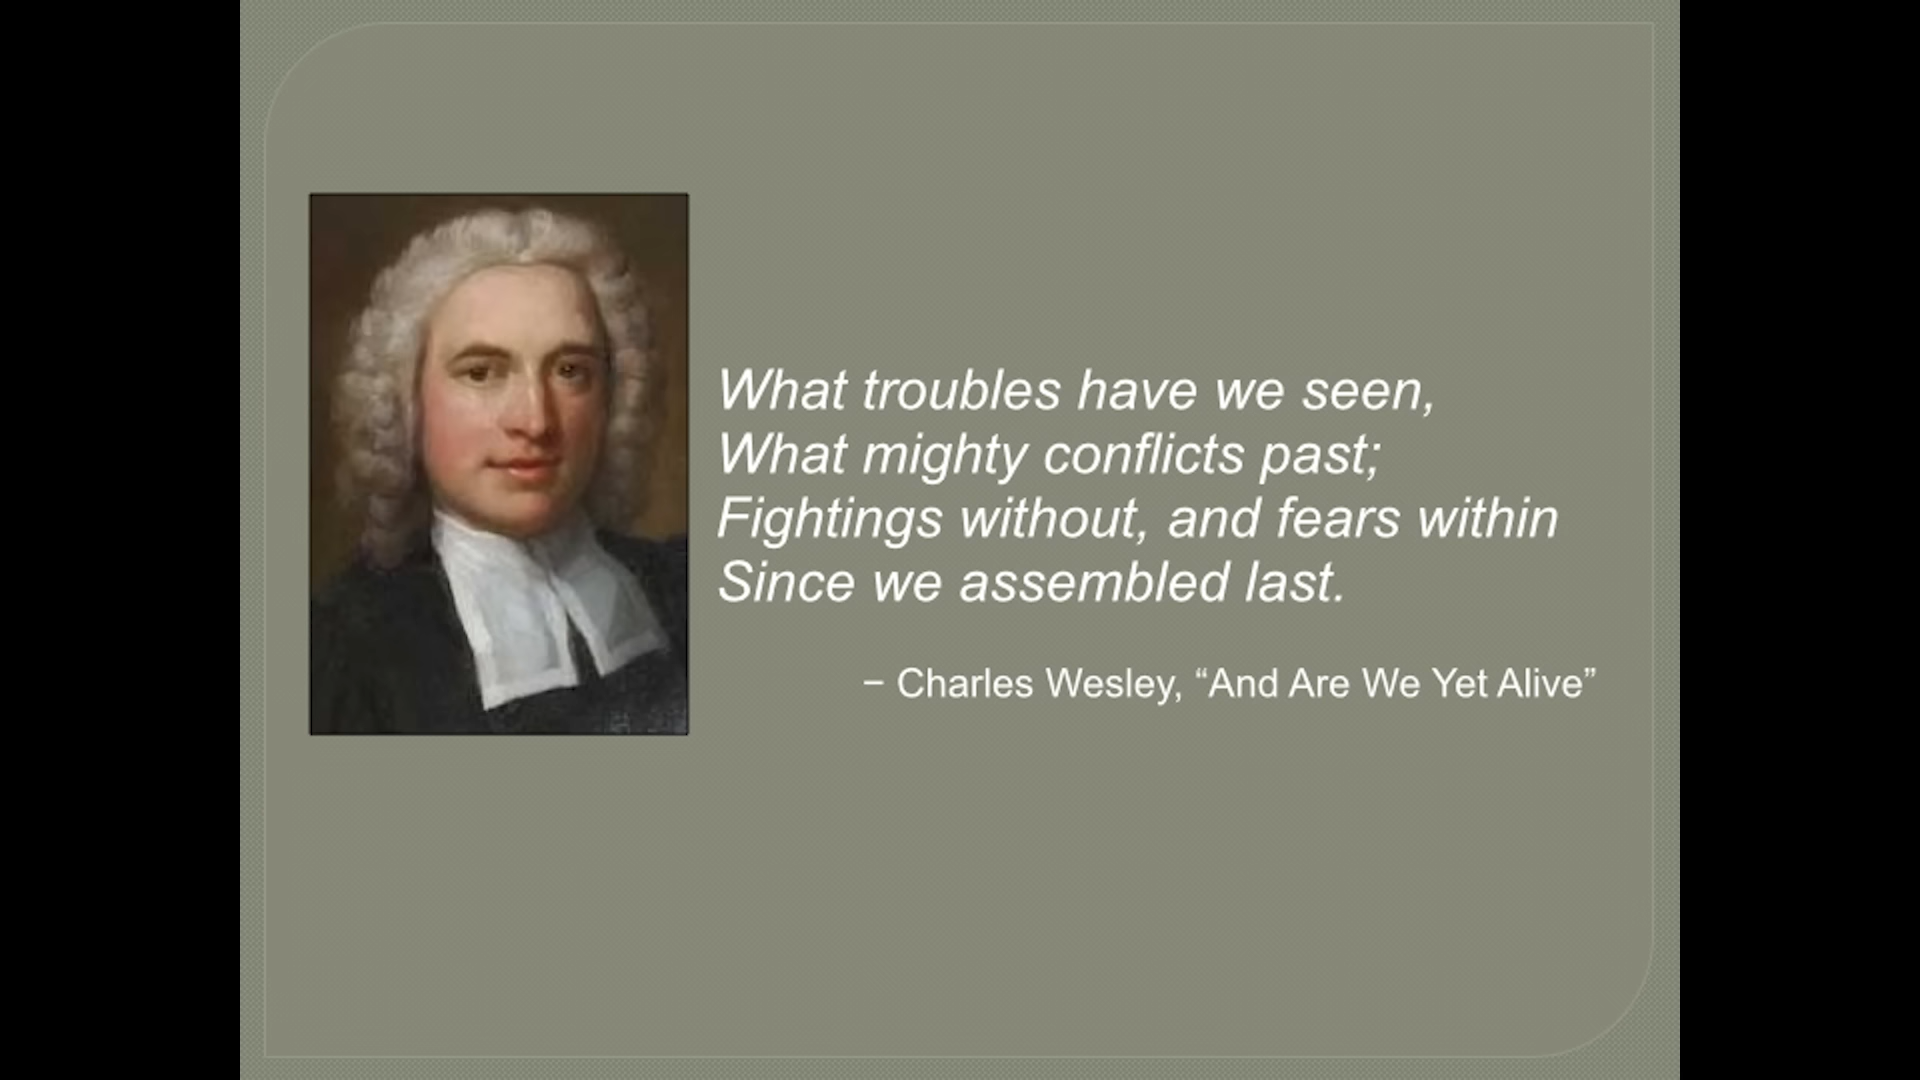 What troubles have we seen,
What mighty conflicts past;
Fightings without, and fears within
Since we assembled last.
– Charles Wesley, “And Are We Yet Alive”